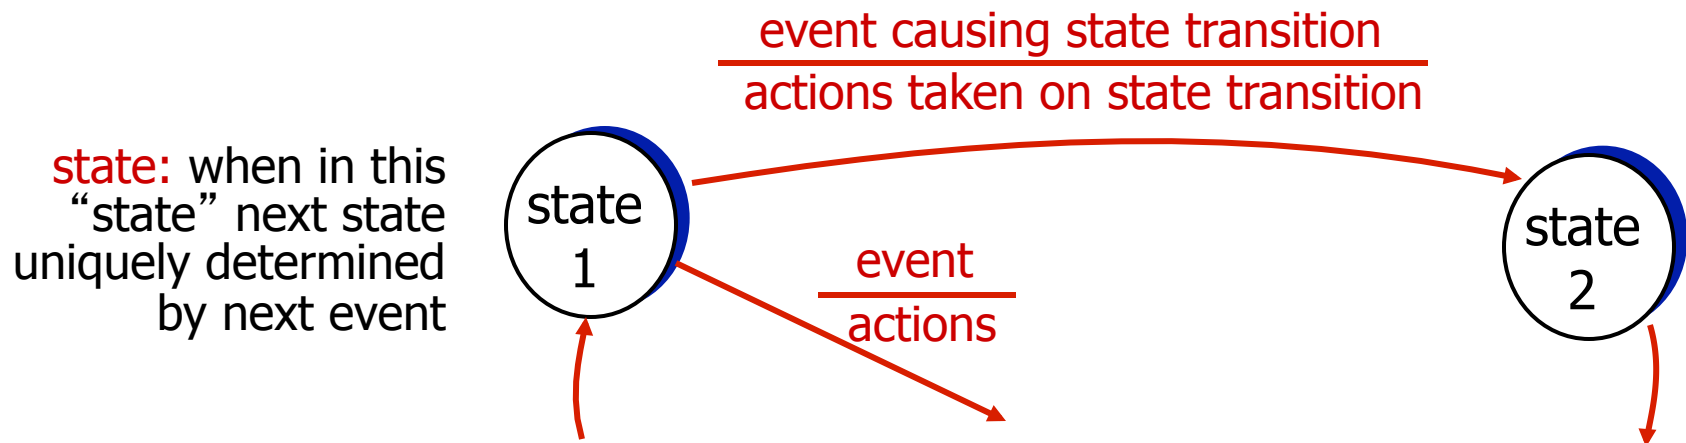 event causing state transition
actions taken on state transition
state: when in this
“state” next state
uniquely determined
by next event
state
1
event
actions
state
2